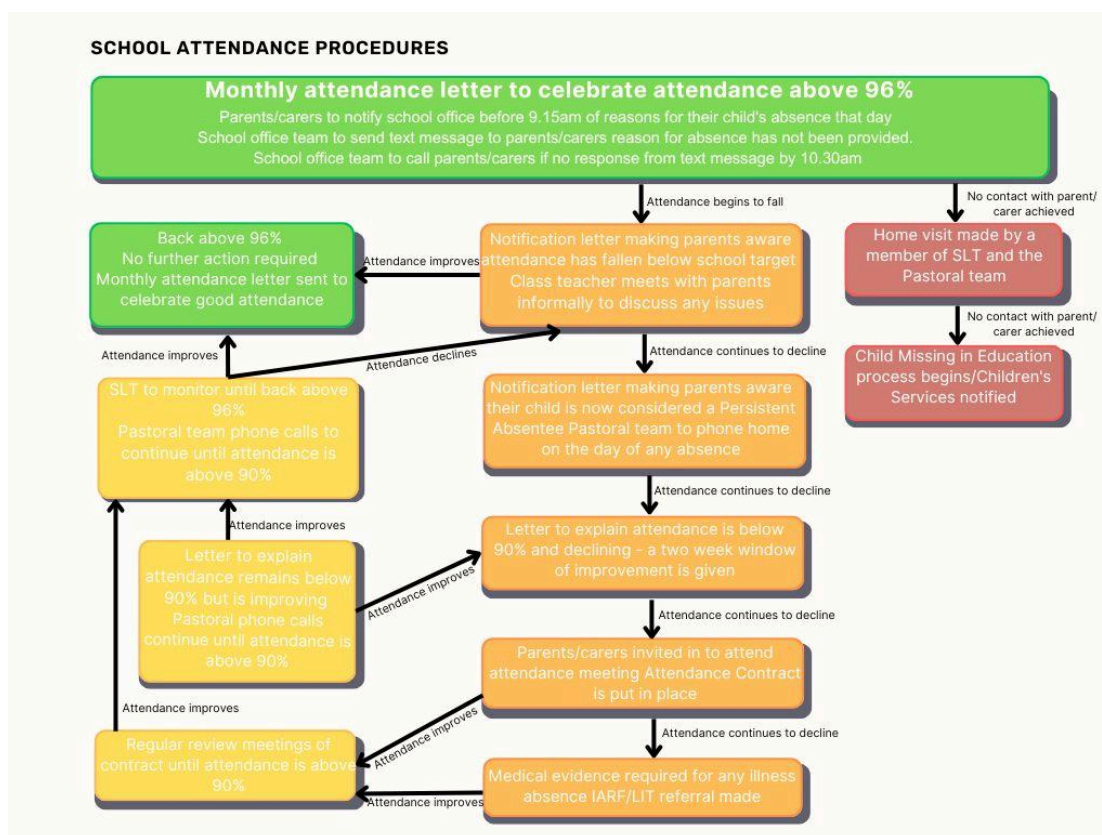 SCHOOL ATTENDANCE PROCEDURES
Monthly attendance letter to celebrate attendance above 96%
Parents/carers to notify school office before 9.15am of reasons for their child's absence that day
School office team to send text message to parents/carers reason for absence has not been provided.
School office team to call parents/carers if no response from text message by 10.30am
Attendance begins to fall
No contact with parent/
carer achieved
Back above 96%
No further action required
Monthly attendance letter sent to
celebrate good attendance
Attendance improves
Notification letter making parents aware
attendance has fallen below school target
Class teacher meets with parents
informally to discuss any issues
Home visit made by a
member of SLT and the
Pastoral team
No contact with parent/
carer achieved
Attendance improves
Attendance declines
Attendance continues to decline
Child Missing in Education
process begins/Children's
Services notified
SLT to monitor until back above
96%
Pastoral team phone calls to
continue until attendance is
above 90%
Notification letter making parents aware
their child is now considered a Persistent
Absentee Pastoral team to phone home
on the day of any absence
Attendance continues to decline
Attendance improves
Letter to explain
attendance remains below
90% but is improving
Pastoral phone calls
continue until attendance is
above 90%
Attendance improves
Letter to explain attendance is below
90% and declining - a two week window
of improvement is given
Attendance continues to decline
Parents/carers invited in to attend
attendance meeting Attendance Contract
is put in place
Attendance improves
Attendance improves
Attendance continues to decline
Regular review meetings of
contract until attendance is above
90%
Attendance improves
Medical evidence required for any illness
absence IARF/LIT referral made